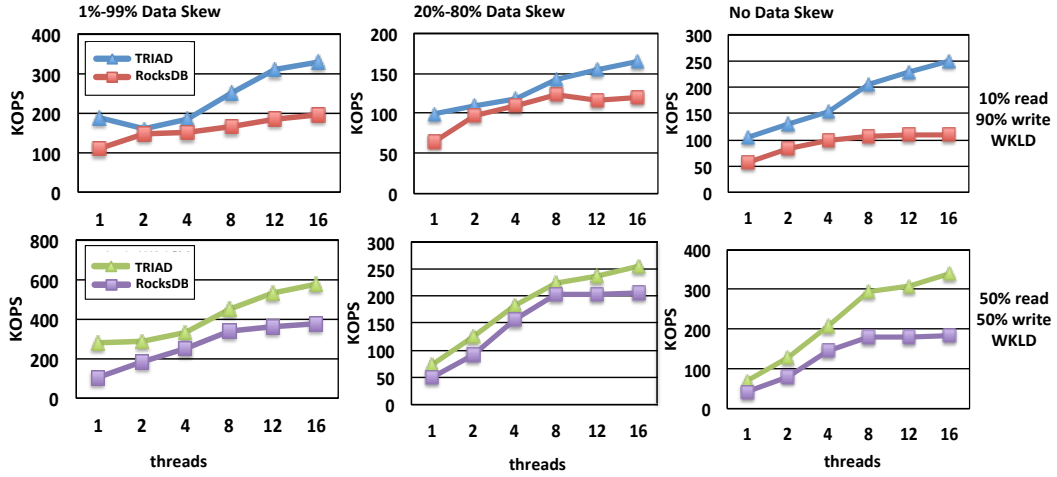 1%-99% Data Skew
20%-80% Data Skew
No Data Skew
400
300
200
100
0
KOPS
TRIAD
RocksDB
1 2 4 8 12 16
200
150
100
50
0
KOPS
1 2 4 8 12 16
300
250
200
150
100
50
0
KOPS
1 2 4 8 12 16
10% read
90% write
WKLD
800
600
400
200
0
KOPS
TRIAD
RocksDB
1 2 4 8 12 16
threads
300
250
200
150
100
50
0
KOPS
1 2 4 8 12 16
threads
400
300
200
100
0
KOPS
1 2 4 8 12 16
threads
50% read
50% write
WKLD